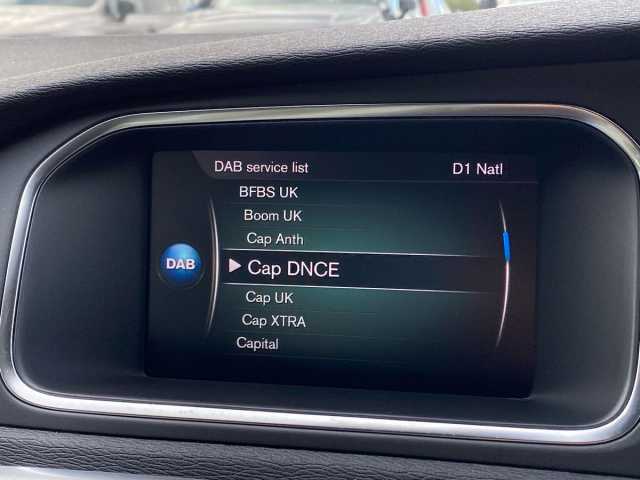 DAB service list D1 Natl
BFBS UK
Boom UK
Cap Anth
DAB Cap DNCE
Cap UK
Cap XTRA
Capital